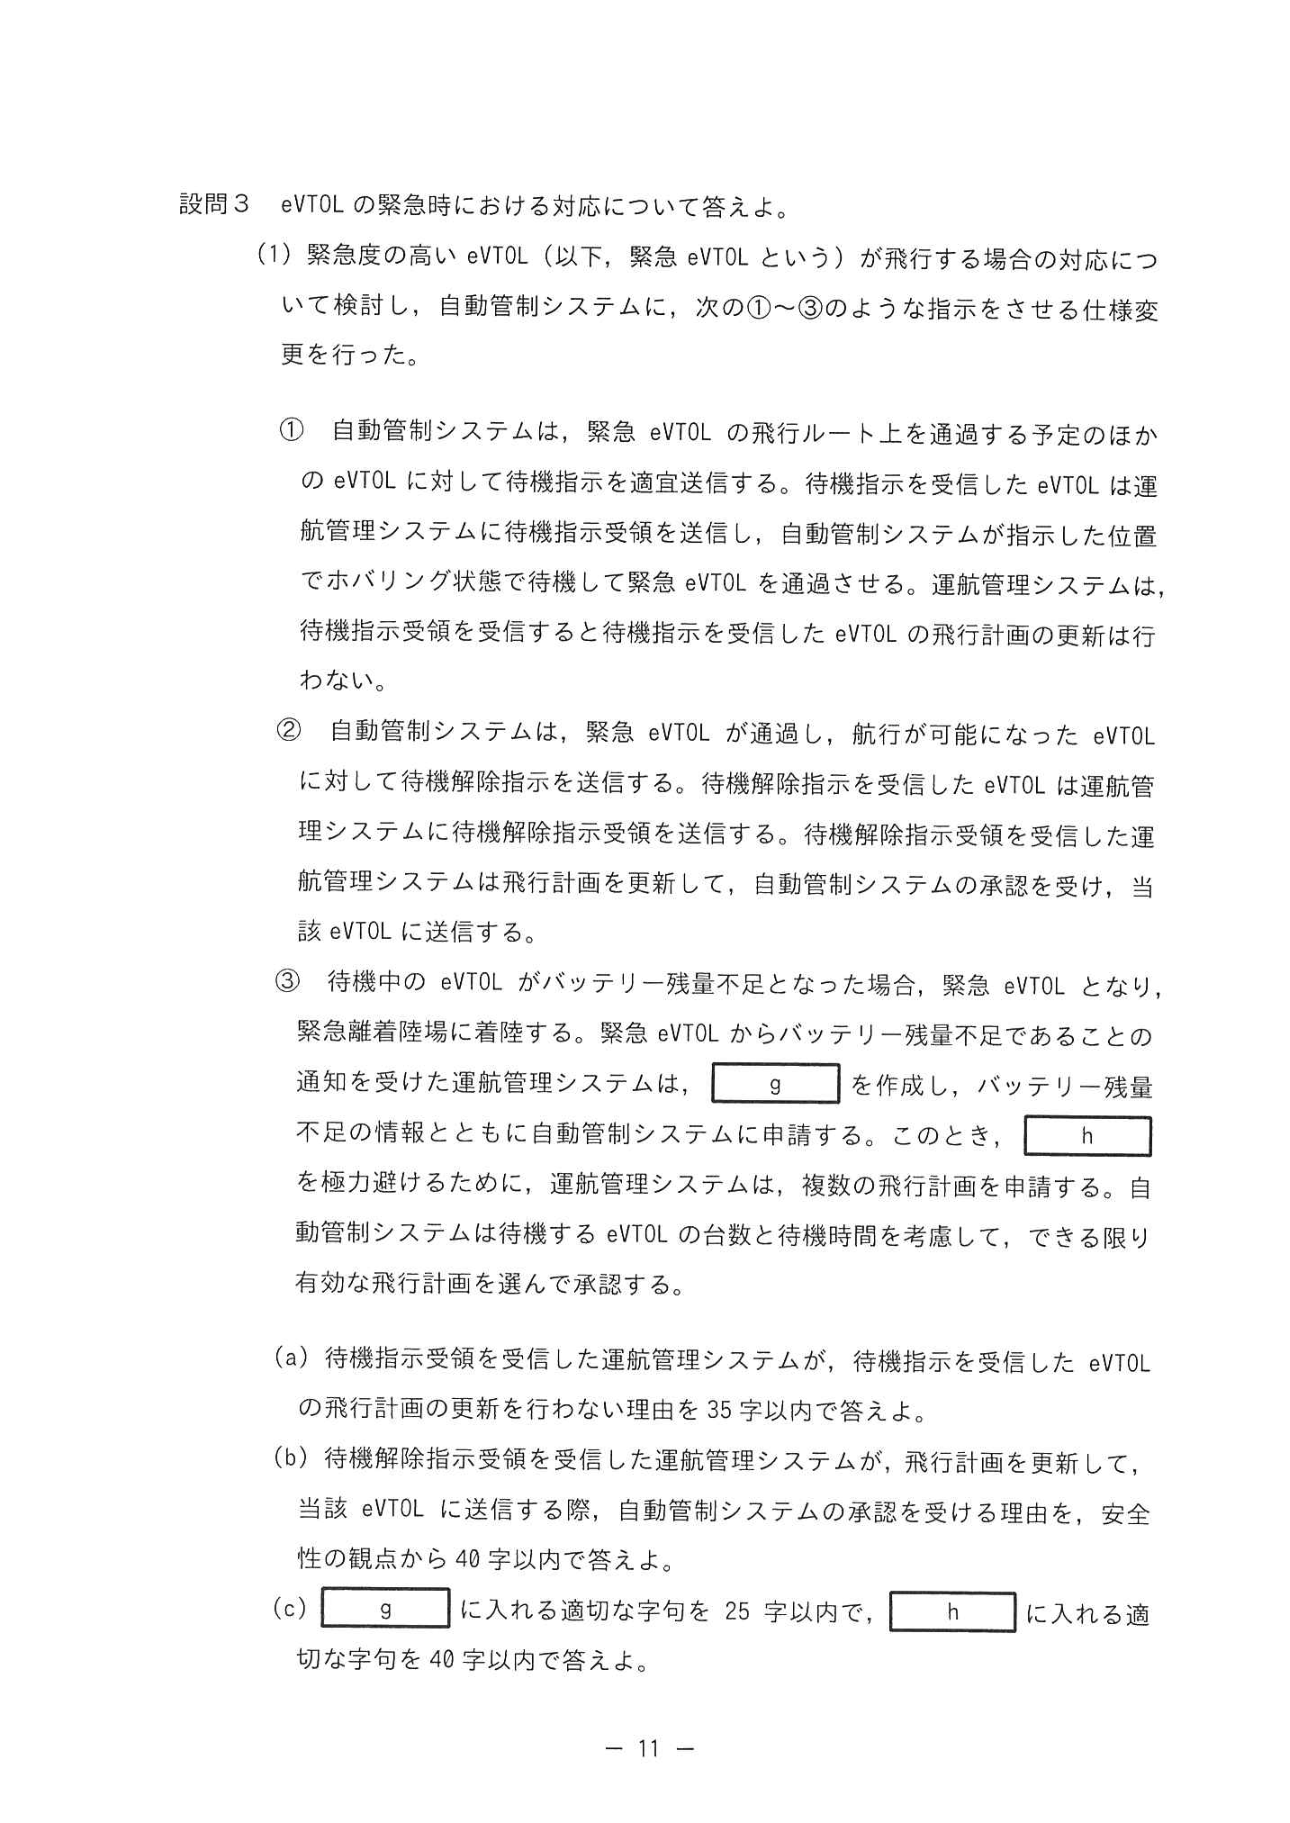 設問3 eVTOL の緊急時における対応について答えよ。
(1) 緊急度の高い eVTOL（以下，緊急 eVTOL という）が飛行する場合の対応につ
いて検討し，自動管制システムに，次の①～③のような指示をさせる仕様変
更を行った。
① 自動管制システムは，緊急 eVTOL の飛行ルート上を通過する予定のほか
の eVTOL に対して待機指示を適宜送信する。待機指示を受信した eVTOL は運
航管理システムに待機指示受領を送信し，自動管制システムが指示した位置
でホバリング状態で待機して緊急 eVTOL を通過させる。運航管理システムは，
待機指示受領を受信すると待機指示を受信した eVTOL の飛行計画の更新は行
わない。
② 自動管制システムは，緊急 eVTOL が通過し，航行が可能になった eVTOL
に対して待機解除指示を送信する。待機解除指示を受信した eVTOL は運航管
理システムに待機解除指示受領を送信する。待機解除指示受領を受信した運
航管理システムは飛行計画を更新して，自動管制システムの承認を受け，当
該 eVTOL に送信する。
③ 待機中の eVTOL がバッテリー残量不足となった場合，緊急 eVTOL となり，
緊急離着陸場に着陸する。緊急 eVTOL からバッテリー残量不足であることの
通知を受けた運航管理システムは， g を作成し，バッテリー残量
不足の情報とともに自動管制システムに申請する。このとき， h
を極力避けるために，運航管理システムは，複数の飛行計画を申請する。自
動管制システムは待機する eVTOL の台数と待機時間を考慮して，できる限り
有効な飛行計画を選んで承認する。
(a) 待機指示受領を受信した運航管理システムが，待機指示を受信した eVTOL
の飛行計画の更新を行わない理由を 35 字以内で答えよ。
(b) 待機解除指示受領を受信した運航管理システムが，飛行計画を更新して，
当該 eVTOL に送信する際，自動管制システムの承認を受ける理由を，安全
性の観点から 40 字以内で答えよ。
(c) g に入れる適切な字句を 25 字以内で， h に入れる適
切な字句を 40 字以内で答えよ。
－ 11 －